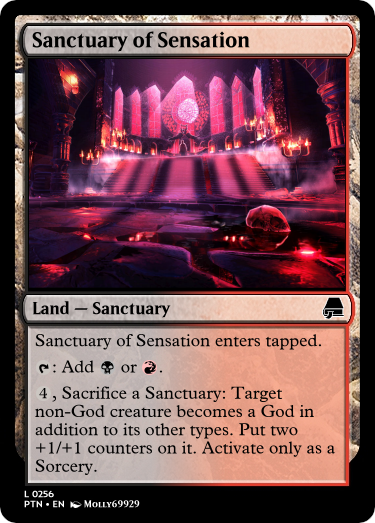 Sanctuary of Sensation
Land — Sanctuary
Sanctuary of Sensation enters tapped.
: Add or .
4 , Sacrifice a Sanctuary: Target
non-God creature becomes a God in
addition to its other types. Put two
+1/+1 counters on it. Activate only as a
Sorcery.
L 0256
PTN • EN Molly69929